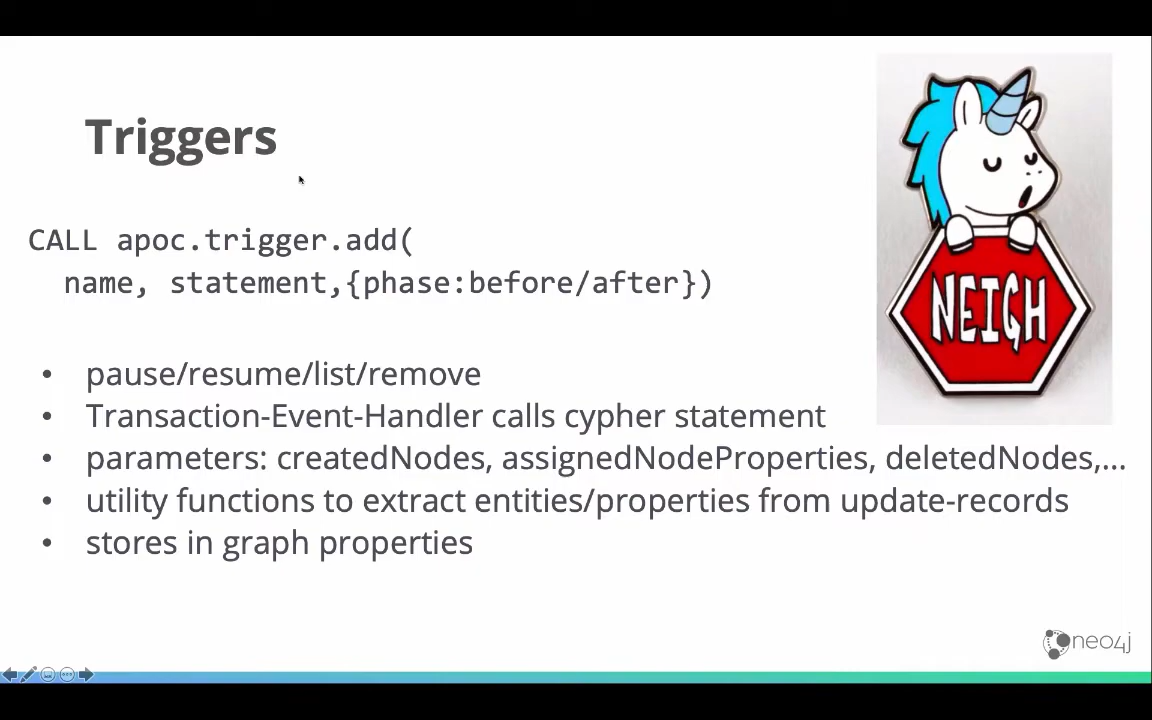 Triggers
CALL apoc.trigger.add(
name, statement,{phase:before/after})
• pause/resume/list/remove
• Transaction-Event-Handler calls cypher statement
• parameters: createdNodes, assignedNodeProperties, deletedNodes,...
• utility functions to extract entities/properties from update-records
• stores in graph properties
NEIGH
neo4j